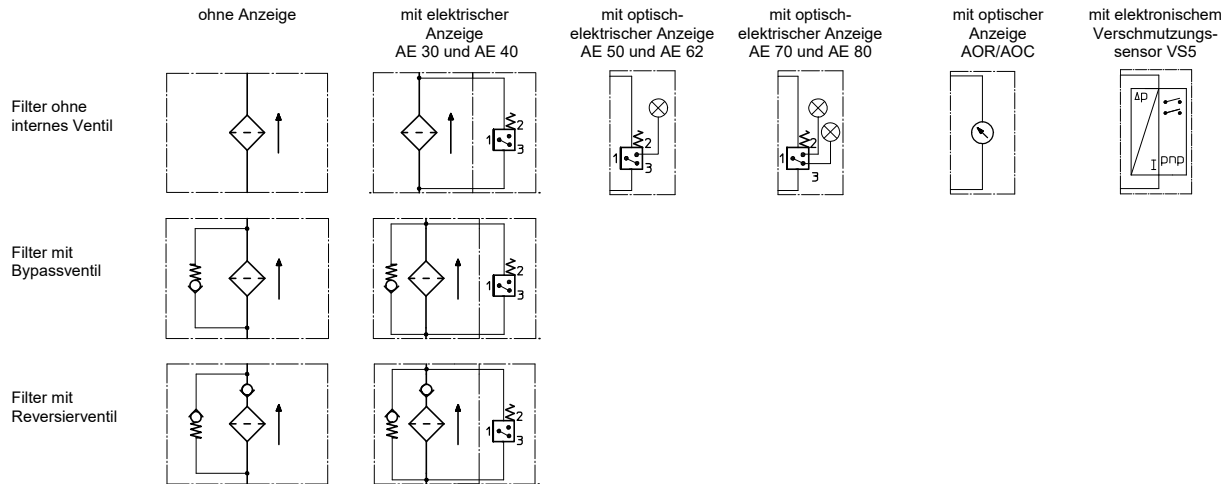 ohne Anzeige
mit elektrischer
Anzeige
AE 30 und AE 40
mit optisch-
elektrischer Anzeige
AE 50 und AE 62
mit optisch-
elektrischer Anzeige
AE 70 und AE 80
mit optischer
Anzeige
AOR/AOC
mit elektronischem
Verschmutzungs-
sensor VS5
Filter ohne
internes Ventil
1
2
3
1
2
3
1
2
3
Δp
I
pnp
Filter mit
Bypassventil
1
2
3
Filter mit
Reversierventil
1
2
3